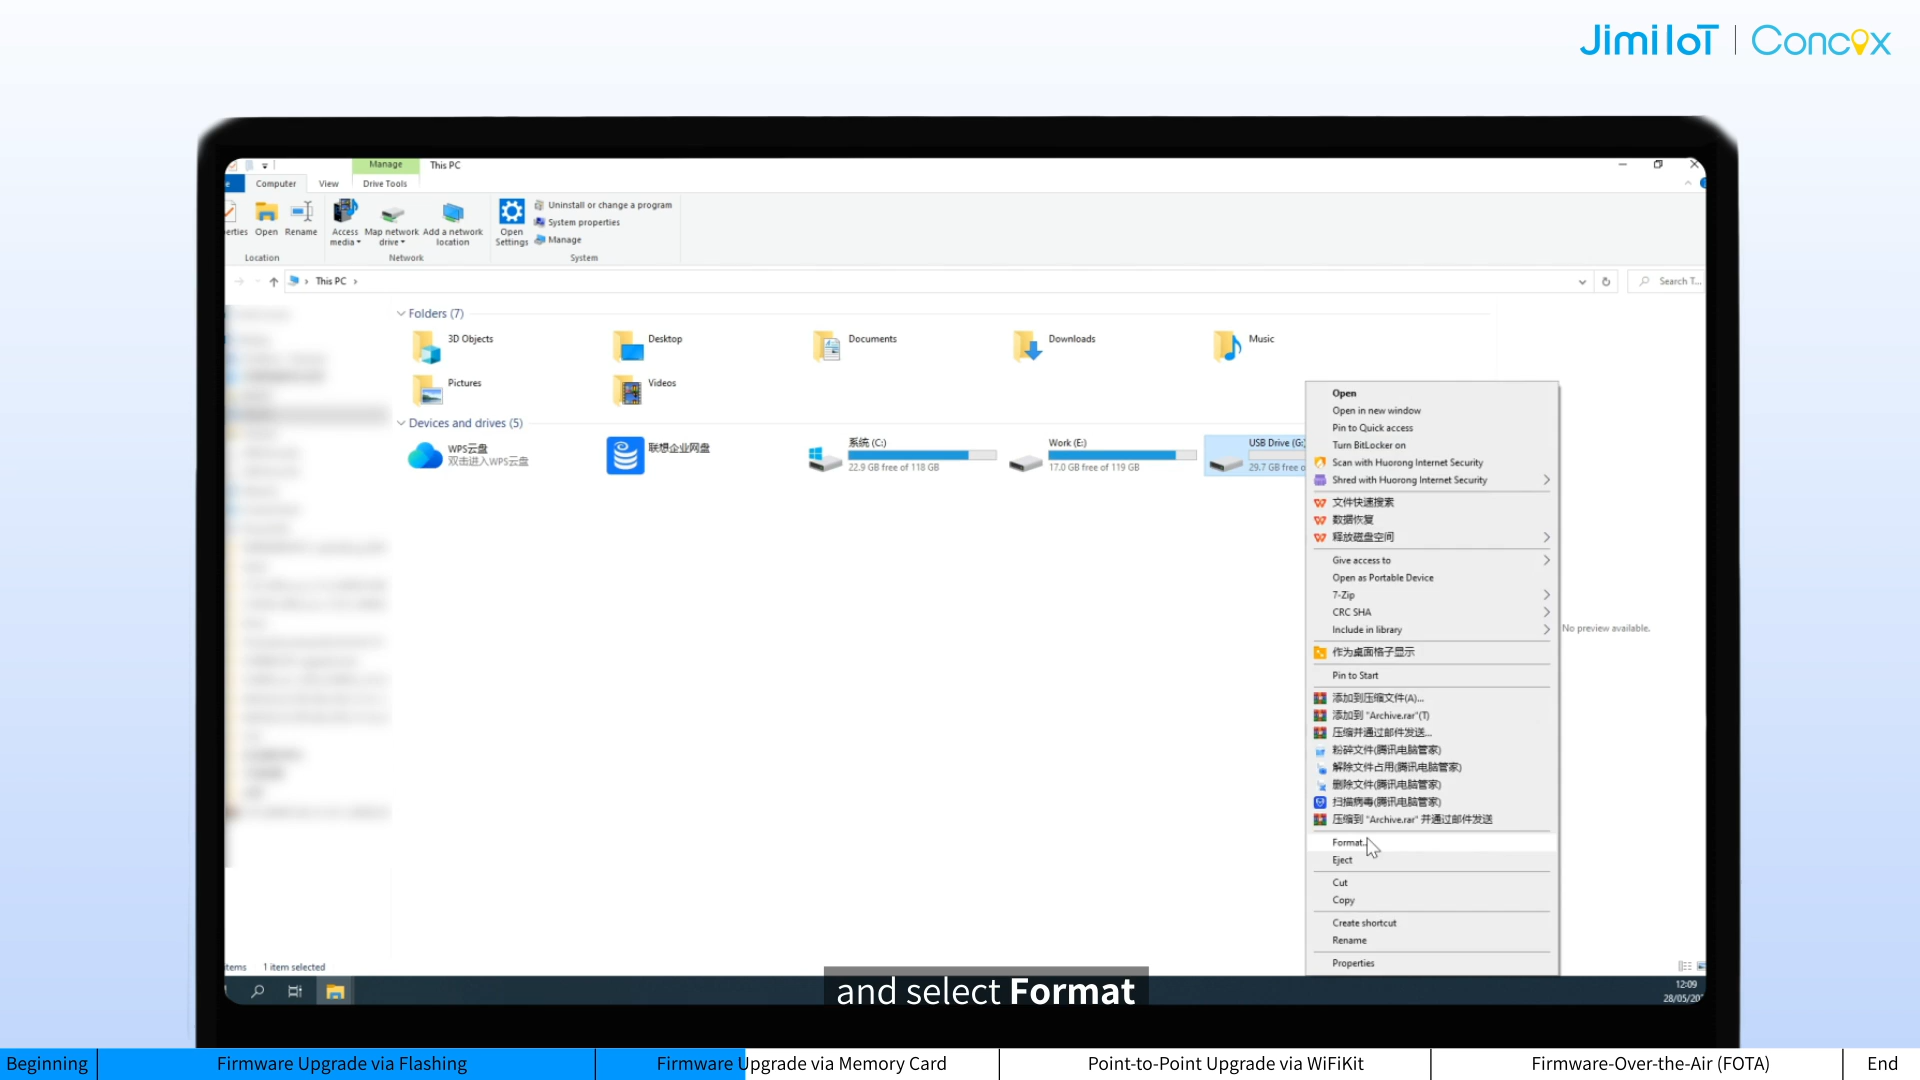 Jimi IoT | Concox
Manage
This PC
Computer
View
Drive Tools
erties
Open
Rename
Access media
Map network drive
Add a network location
Open Settings
Uninstall or change a program
System properties
Manage
Location
Network
System
This PC
Search T...
Folders (7)
3D Objects
Desktop
Documents
Downloads
Music
Pictures
Videos
Devices and drives (5)
WPS云盘
双击进入WPS云盘
联想企业网盘
系统 (C:)
22.9 GB free of 118 GB
Work (E:)
17.0 GB free of 119 GB
USB Drive (G:)
29.7 GB free o
Open
Open in new window
Pin to Quick access
Turn BitLocker on
Scan with Huorong Internet Security
Shred with Huorong Internet Security
文件快速搜索
数据恢复
释放磁盘空间
Give access to
Open as Portable Device
7-Zip
CRC SHA
Include in library
作为桌面格子显示
Pin to Start
添加到压缩文件(A)...
添加到 "Archive.rar"(T)
压缩并通过邮件发送...
粉碎文件(腾讯电脑管家)
解除文件占用(腾讯电脑管家)
删除文件(腾讯电脑管家)
扫描病毒(腾讯电脑管家)
压缩到 "Archive.rar" 并通过邮件发送
Format...
Eject
Cut
Copy
Create shortcut
Rename
Properties
No preview available.
items
1 item selected
12:09
28/05/20
and select Format
Beginning
Firmware Upgrade via Flashing
Firmware Upgrade via Memory Card
Point-to-Point Upgrade via WiFiKit
Firmware-Over-the-Air (FOTA)
End